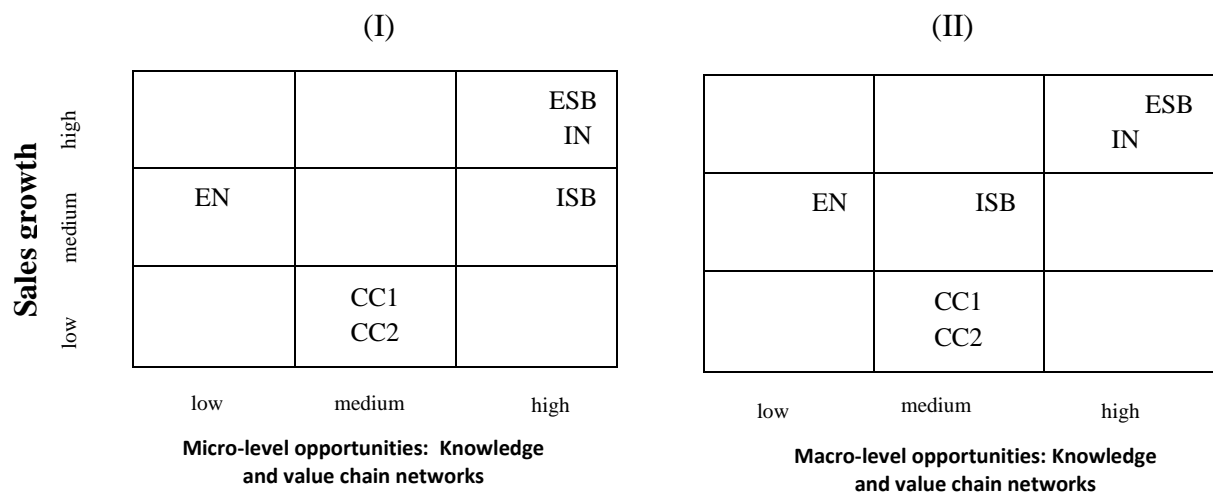 (I)
(II)
Sales growth
high
medium
low
ESB
IN
EN
ISB
CC1
CC2
low
medium
high
Micro-level opportunities: Knowledge
and value chain networks
ESB
IN
EN
ISB
CC1
CC2
low
medium
high
Macro-level opportunities: Knowledge
and value chain networks